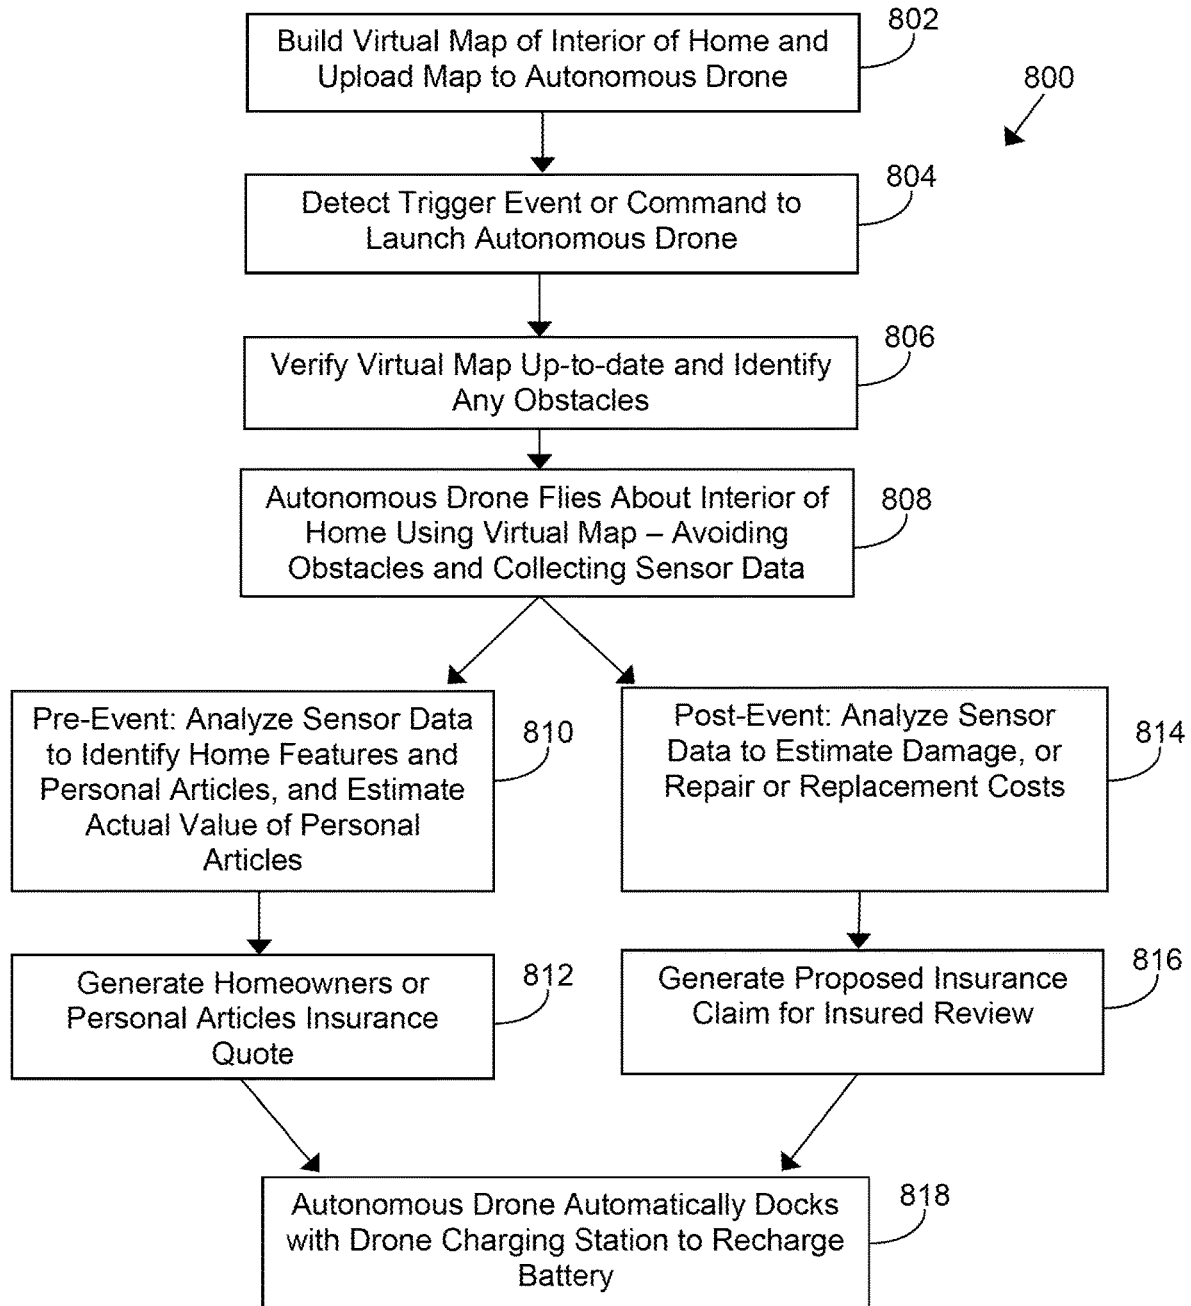 802
Build Virtual Map of Interior of Home and
Upload Map to Autonomous Drone
800
804
Detect Trigger Event or Command to
Launch Autonomous Drone
806
Verify Virtual Map Up-to-date and Identify
Any Obstacles
808
Autonomous Drone Flies About Interior of
Home Using Virtual Map – Avoiding
Obstacles and Collecting Sensor Data
810
Pre-Event: Analyze Sensor Data
to Identify Home Features and
Personal Articles, and Estimate
Actual Value of Personal
Articles
814
Post-Event: Analyze Sensor
Data to Estimate Damage, or
Repair or Replacement Costs
812
Generate Homeowners or
Personal Articles Insurance
Quote
816
Generate Proposed Insurance
Claim for Insured Review
818
Autonomous Drone Automatically Docks
with Drone Charging Station to Recharge
Battery